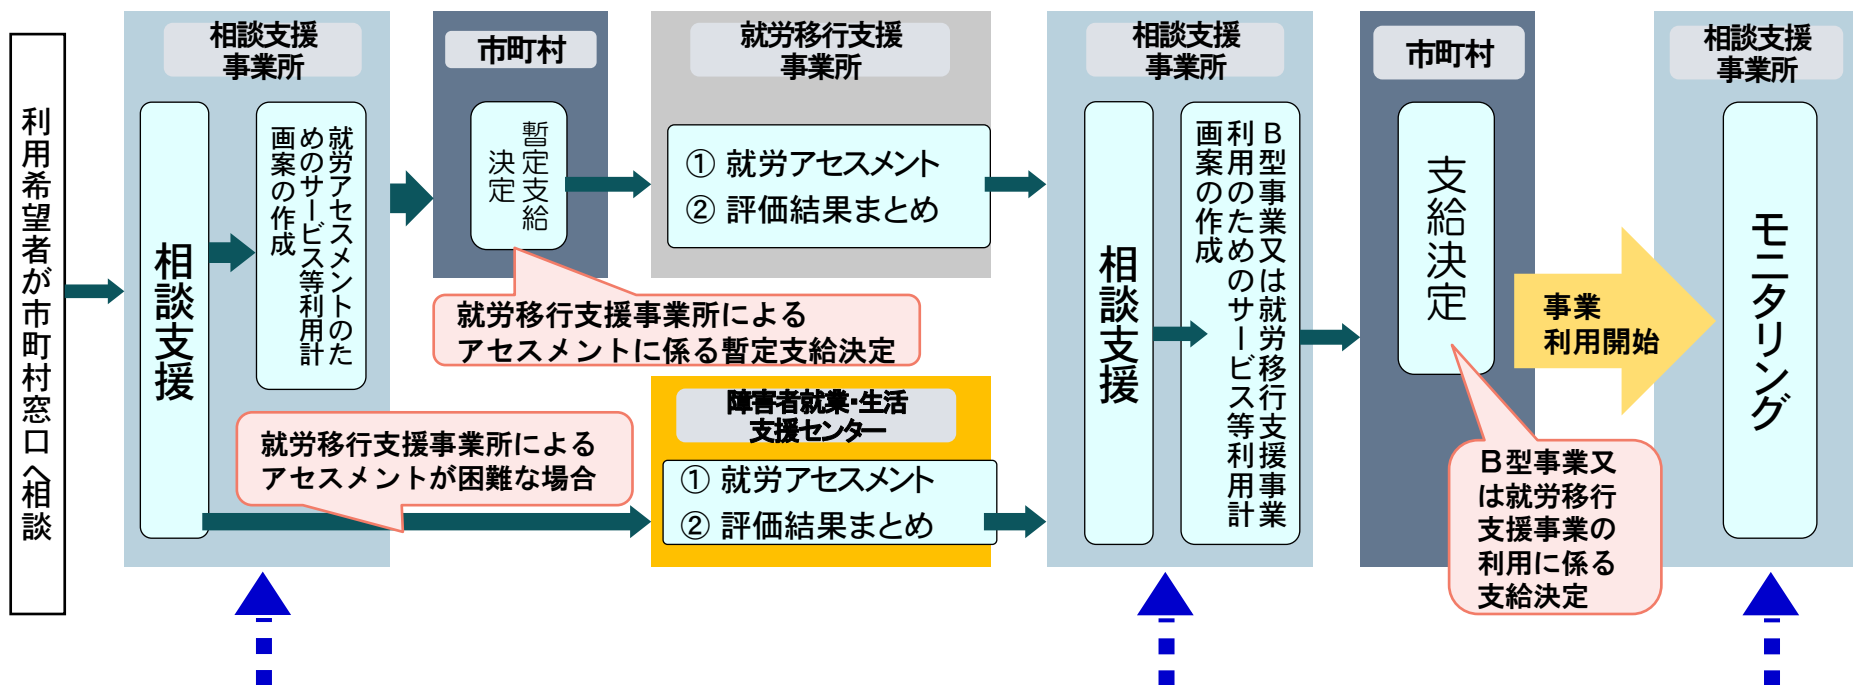 利用希望者が市町村窓口へ相談
相談支援
事業所
相談支援
就労アセスメントのた
めのサービス等利用計
画案の作成
市町村
暫定支給
決定
就労移行支援事業所による
アセスメントに係る暫定支給決定
就労移行支援
事業所
① 就労アセスメント
② 評価結果まとめ
就労移行支援事業所による
アセスメントが困難な場合
障害者就業・生活
支援センター
① 就労アセスメント
② 評価結果まとめ
相談支援
事業所
相談支援
B型事業又は就労移行支援事業
利用のためのサービス等利用計
画案の作成
市町村
支給決定
B型事業又
は就労移行
支援事業の
利用に係る
支給決定
事業
利用開始
相談支援
事業所
モニタリング